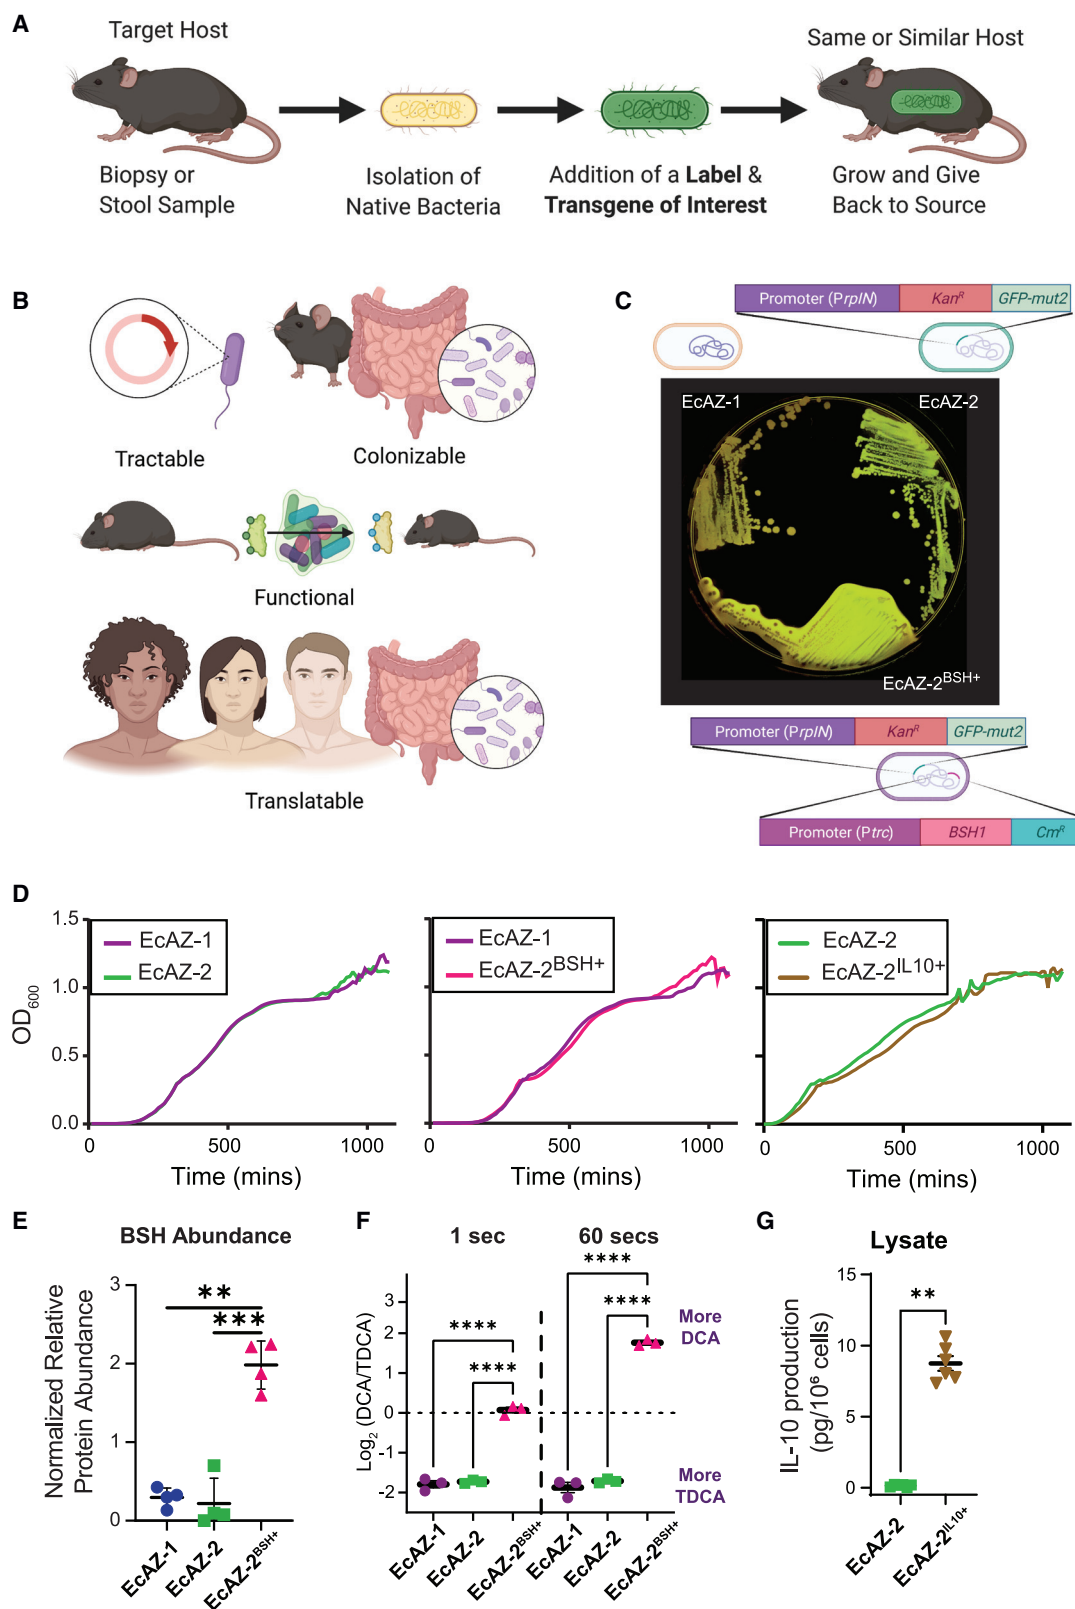 A
Target Host
Same or Similar Host
Biopsy or
Stool Sample
Isolation of
Native Bacteria
Addition of a Label &
Transgene of Interest
Grow and Give
Back to Source
B
Tractable
Colonizable
Functional
Translatable
C
Promoter (PrplN) KanR GFP-mut2
EcAZ-1
EcAZ-2
EcAZ-2BSH+
Promoter (PrplN) KanR GFP-mut2
Promoter (Ptrc) BSH1 CmR
D
OD600
1.5
1.0
0.5
0.0
EcAZ-1
EcAZ-2
0 500 1000
Time (mins)
EcAZ-1
EcAZ-2BSH+
0 500 1000
Time (mins)
EcAZ-2
EcAZ-2IL10+
0 500 1000
Time (mins)
E
BSH Abundance
Normalized Relative
Protein Abundance
3
2
1
0
**
***
EcAZ-1
EcAZ-2
EcAZ-2BSH+
F
1 sec
60 secs
Log2 (DCA/TDCA)
3
2
1
0
-1
-2
****
****
****
****
More
DCA
More
TDCA
EcAZ-1
EcAZ-2
EcAZ-2BSH+
EcAZ-1
EcAZ-2
EcAZ-2BSH+
G
Lysate
IL-10 production
(pg/10⁶ cells)
15
10
5
0
**
EcAZ-2
EcAZ-2IL10+